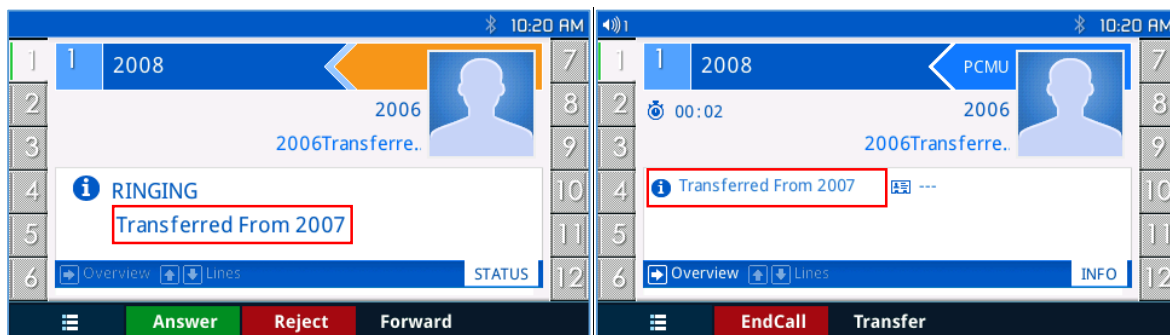 10:20 AM
1
1
2008
7
2
2006
8
3
2006Transferre..
9
4
RINGING
10
Transferred From 2007
5
11
6
Overview
Lines
STATUS
12
Answer
Reject
Forward
1
10:20 AM
1
1
2008
PCMU
7
2
00:02
2006
8
3
2006Transferre..
9
4
Transferred From 2007
---
10
5
11
6
Overview
Lines
INFO
12
EndCall
Transfer